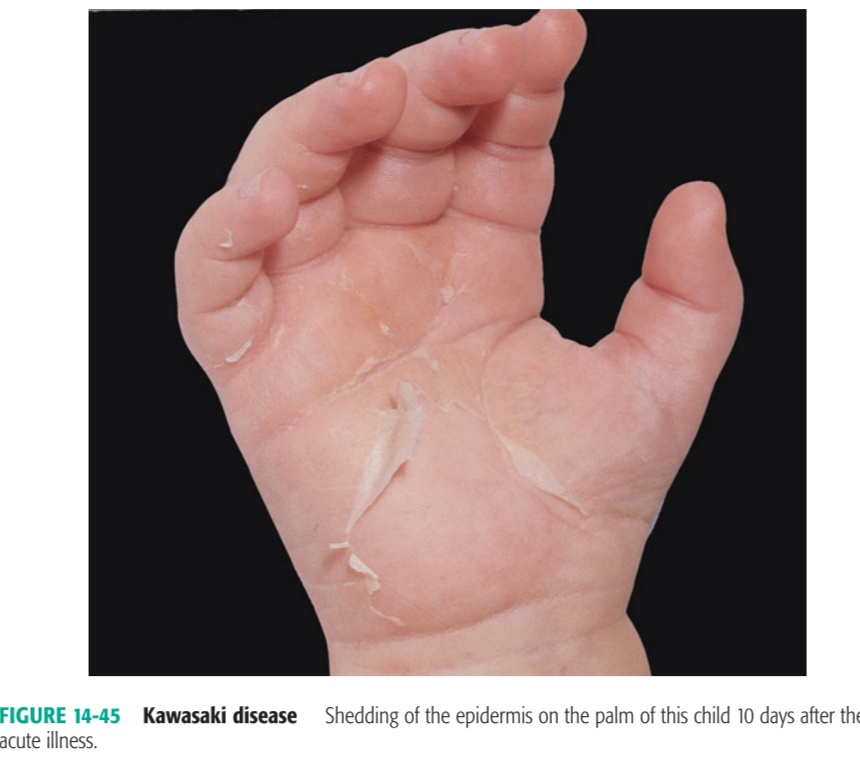 FIGURE 14-45 Kawasaki disease Shedding of the epidermis on the palm of this child 10 days after the
acute illness.